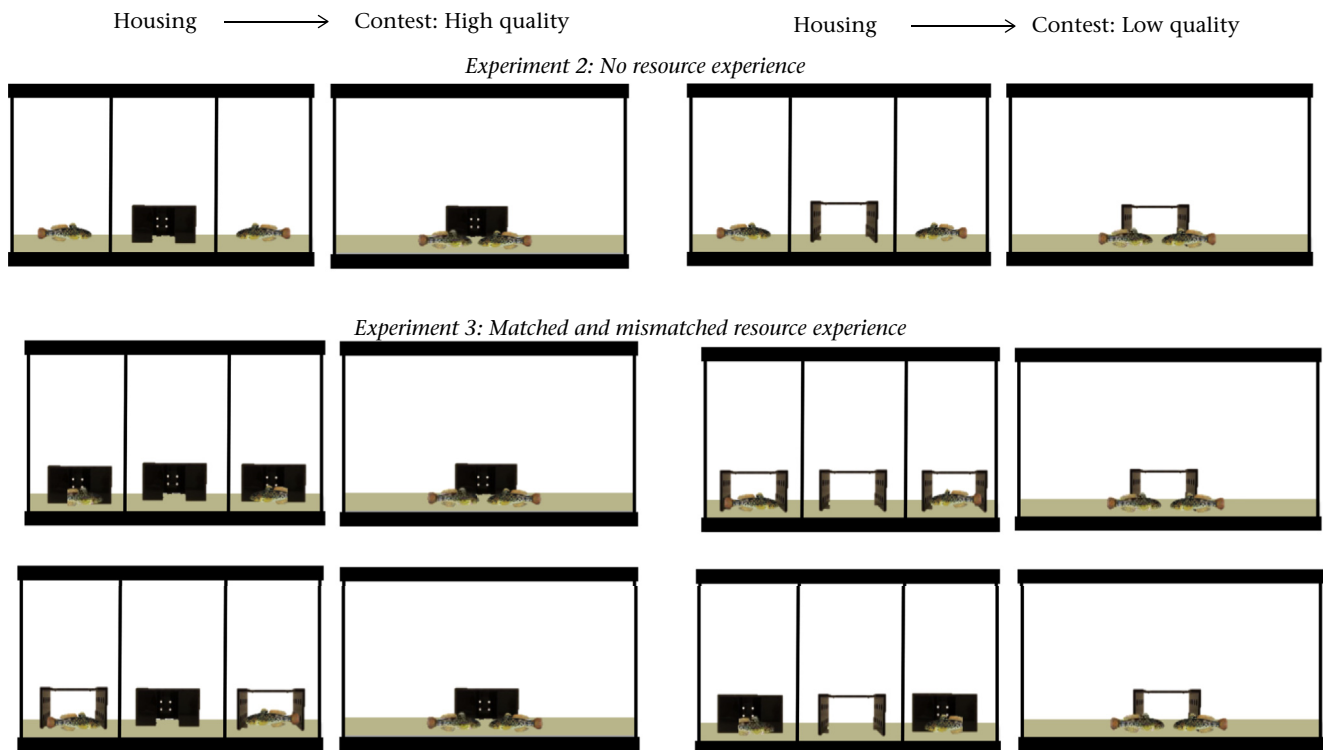 Housing Contest: High quality Housing Contest: Low quality
Experiment 2: No resource experience
Experiment 3: Matched and mismatched resource experience